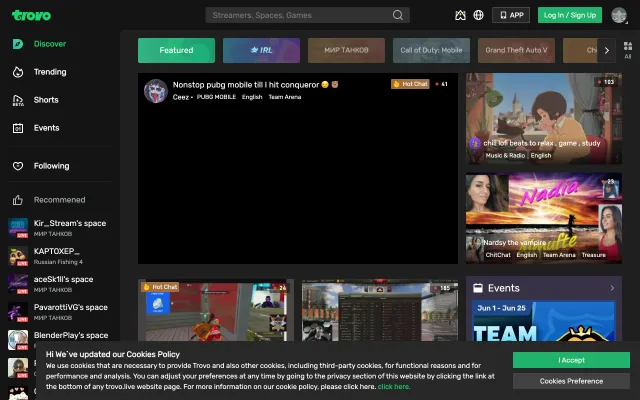 trovo
Streamers, Spaces, Games
APP
Log In / Sign Up
Discover
Trending
Shorts
BETA
Events
Following
Recommened
Kir_Stream's space
МИР ТАНКОВ
LIVE
KAPTOXEP_
Russian Fishing 4
LIVE
aceSk1ll's space
МИР ТАНКОВ
LIVE
PavarottiVG's space
МИР ТАНКОВ
LIVE
BlenderPlay's space
Featured
IRL
МИР ТАНКОВ
Call of Duty: Mobile
Grand Theft Auto V
All
Nonstop pubg mobile till I hit conqueror
Hot Chat
41
Ceez • PUBG MOBILE English Team Arena
103
chill lofi beats to relax , game , study
Music & Radio English
23
Nadia
Nardsy the vampire
ChitChat English Team Arena Treasure
Hot Chat
26
185
Events
Jun 1 - Jun 25
TEAM
Hi We`ve updated our Cookies Policy
We use cookies that are necessary to provide Trovo and also other cookies, including third-party cookies, for functional reasons and for
performance and analysis. You can adjust your preferences at any time by going to the privacy section of this website by clicking the link at
the bottom of any trovo.live website page. For more information on our cookie policy, please click here. click here.
I Accept
Cookies Preference